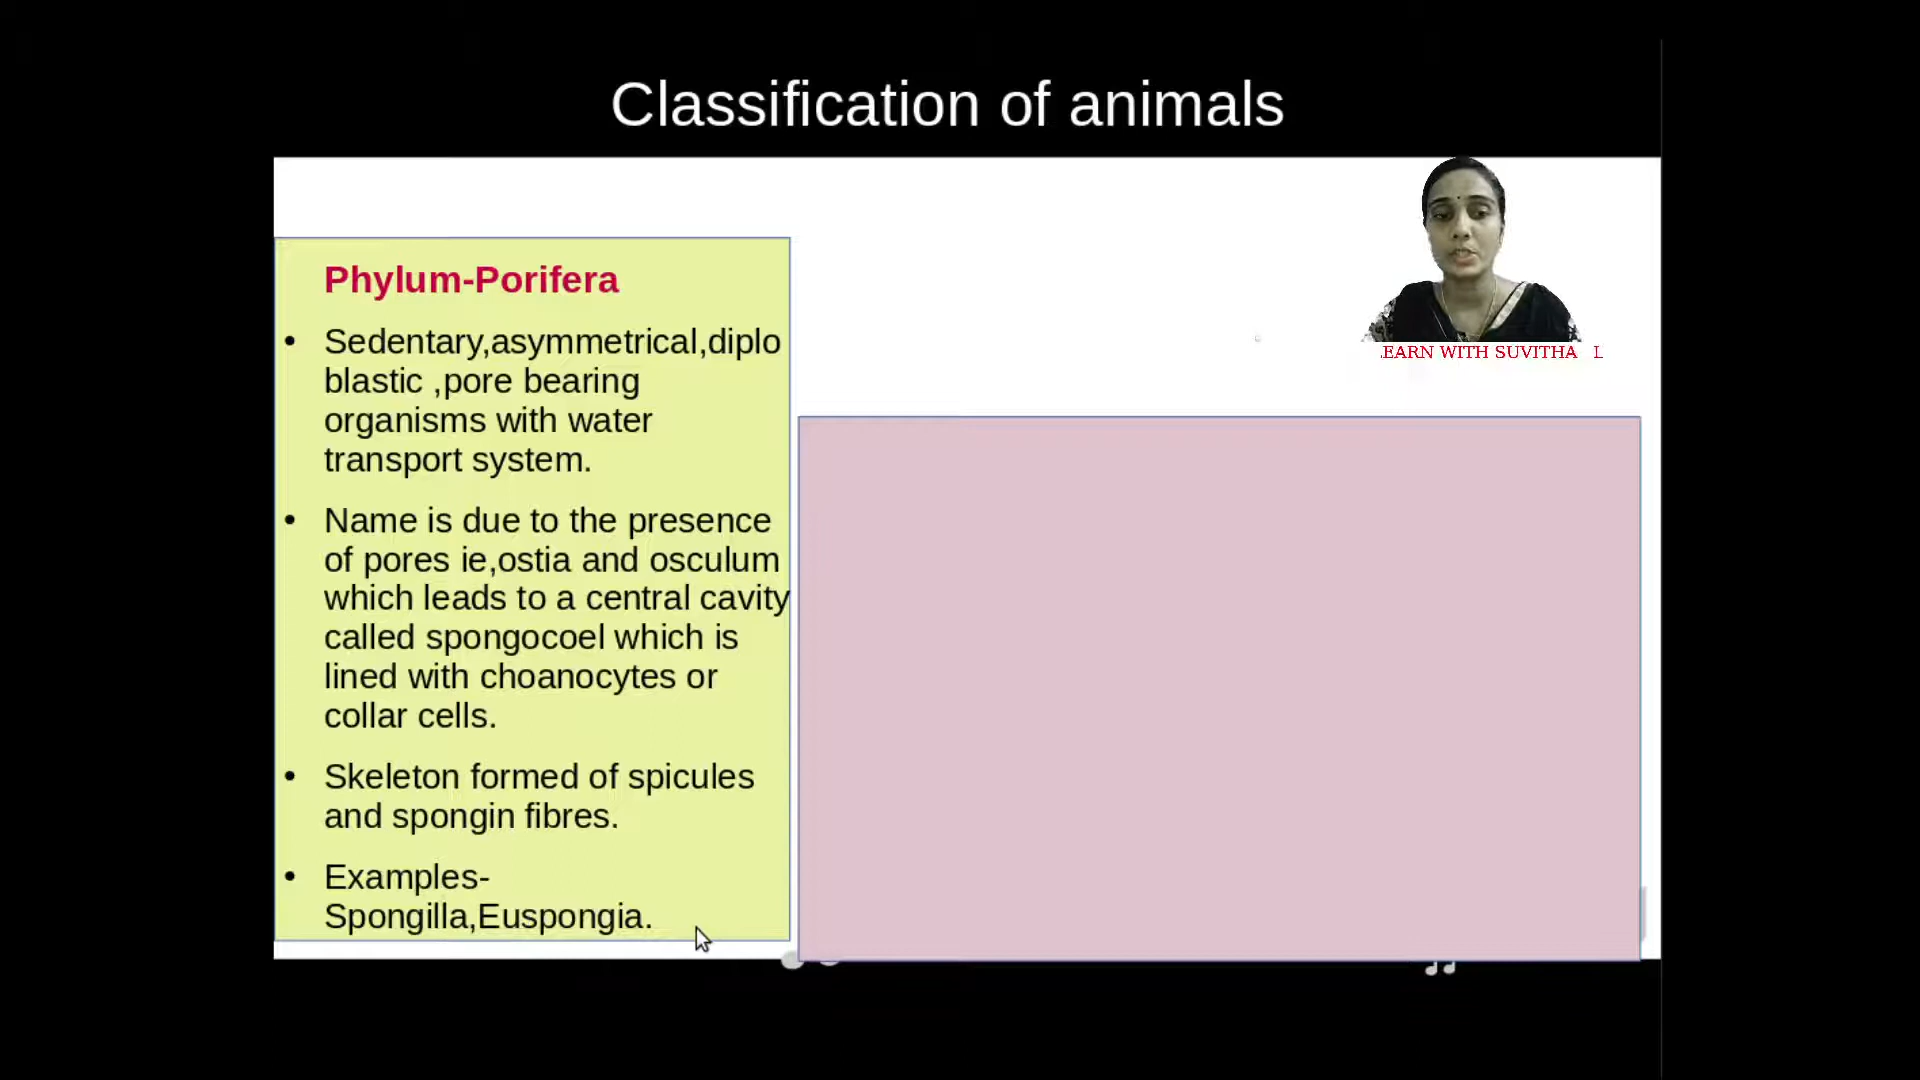 Classification of animals
EARN WITH SUVITHA L
Phylum-Porifera
• Sedentary,asymmetrical,diplo
blastic ,pore bearing
organisms with water
transport system.
• Name is due to the presence
of pores ie,ostia and osculum
which leads to a central cavity
called spongocoel which is
lined with choanocytes or
collar cells.
• Skeleton formed of spicules
and spongin fibres.
• Examples-
Spongilla,Euspongia.